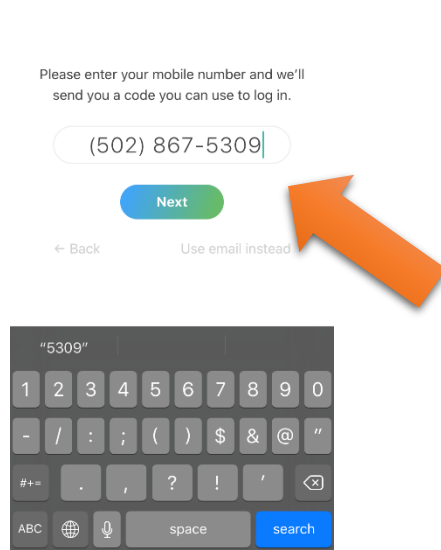 Please enter your mobile number and we'll
send you a code you can use to log in.
(502) 867-5309
Next
← Back Use email instead
"5309"
1 2 3 4 5 6 7 8 9 0
- / : ; ( ) $ & @ "
#+= . , ? ! '
ABC space search